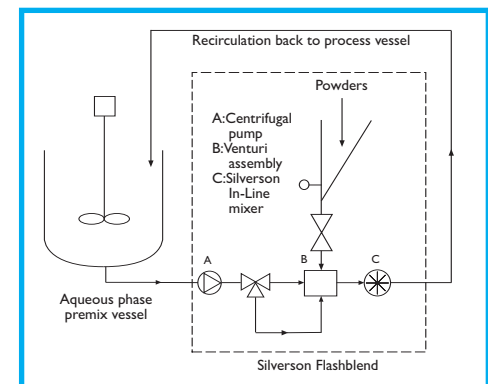 Recirculation back to process vessel
Powders
A:Centrifugal
pump
B:Venturi
assembly
C:Silverson
In-Line
mixer
A
B
C
Aqueous phase
premix vessel
Silverson Flashblend